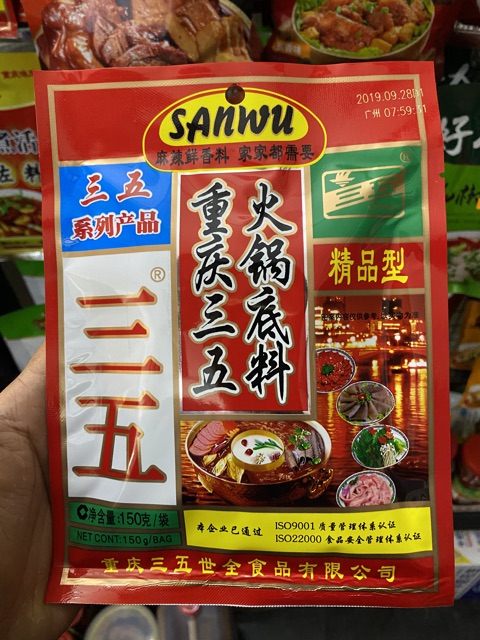 2019.09.28D1
广州 07:59:31
SANWU
麻辣鲜香料 家家都需要
三五
系列产品
重庆三五
火锅底料
精品型
三五®
净含量:150克/袋
NET CONT:150g/BAG
本企业已通过
ISO9001 质量管理体系认证
ISO22000 食品安全管理体系认证
重庆三五世全食品有限公司